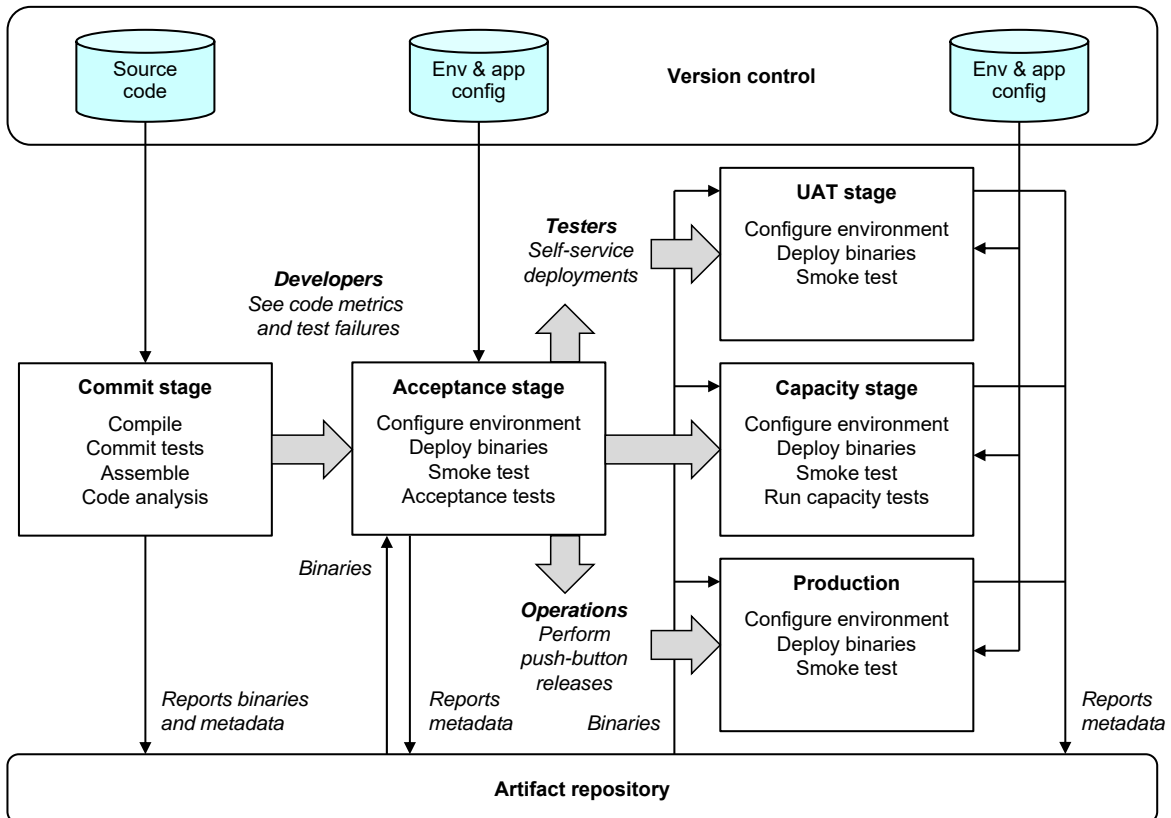 Source
code
Env & app
config
Version control
Env & app
config
Developers
See code metrics
and test failures
Testers
Self-service
deployments
UAT stage
Configure environment
Deploy binaries
Smoke test
Commit stage
Compile
Commit tests
Assemble
Code analysis
Acceptance stage
Configure environment
Deploy binaries
Smoke test
Acceptance tests
Capacity stage
Configure environment
Deploy binaries
Smoke test
Run capacity tests
Binaries
Operations
Perform
push-button
releases
Production
Configure environment
Deploy binaries
Smoke test
Reports binaries
and metadata
Reports
metadata
Binaries
Reports
metadata
Artifact repository